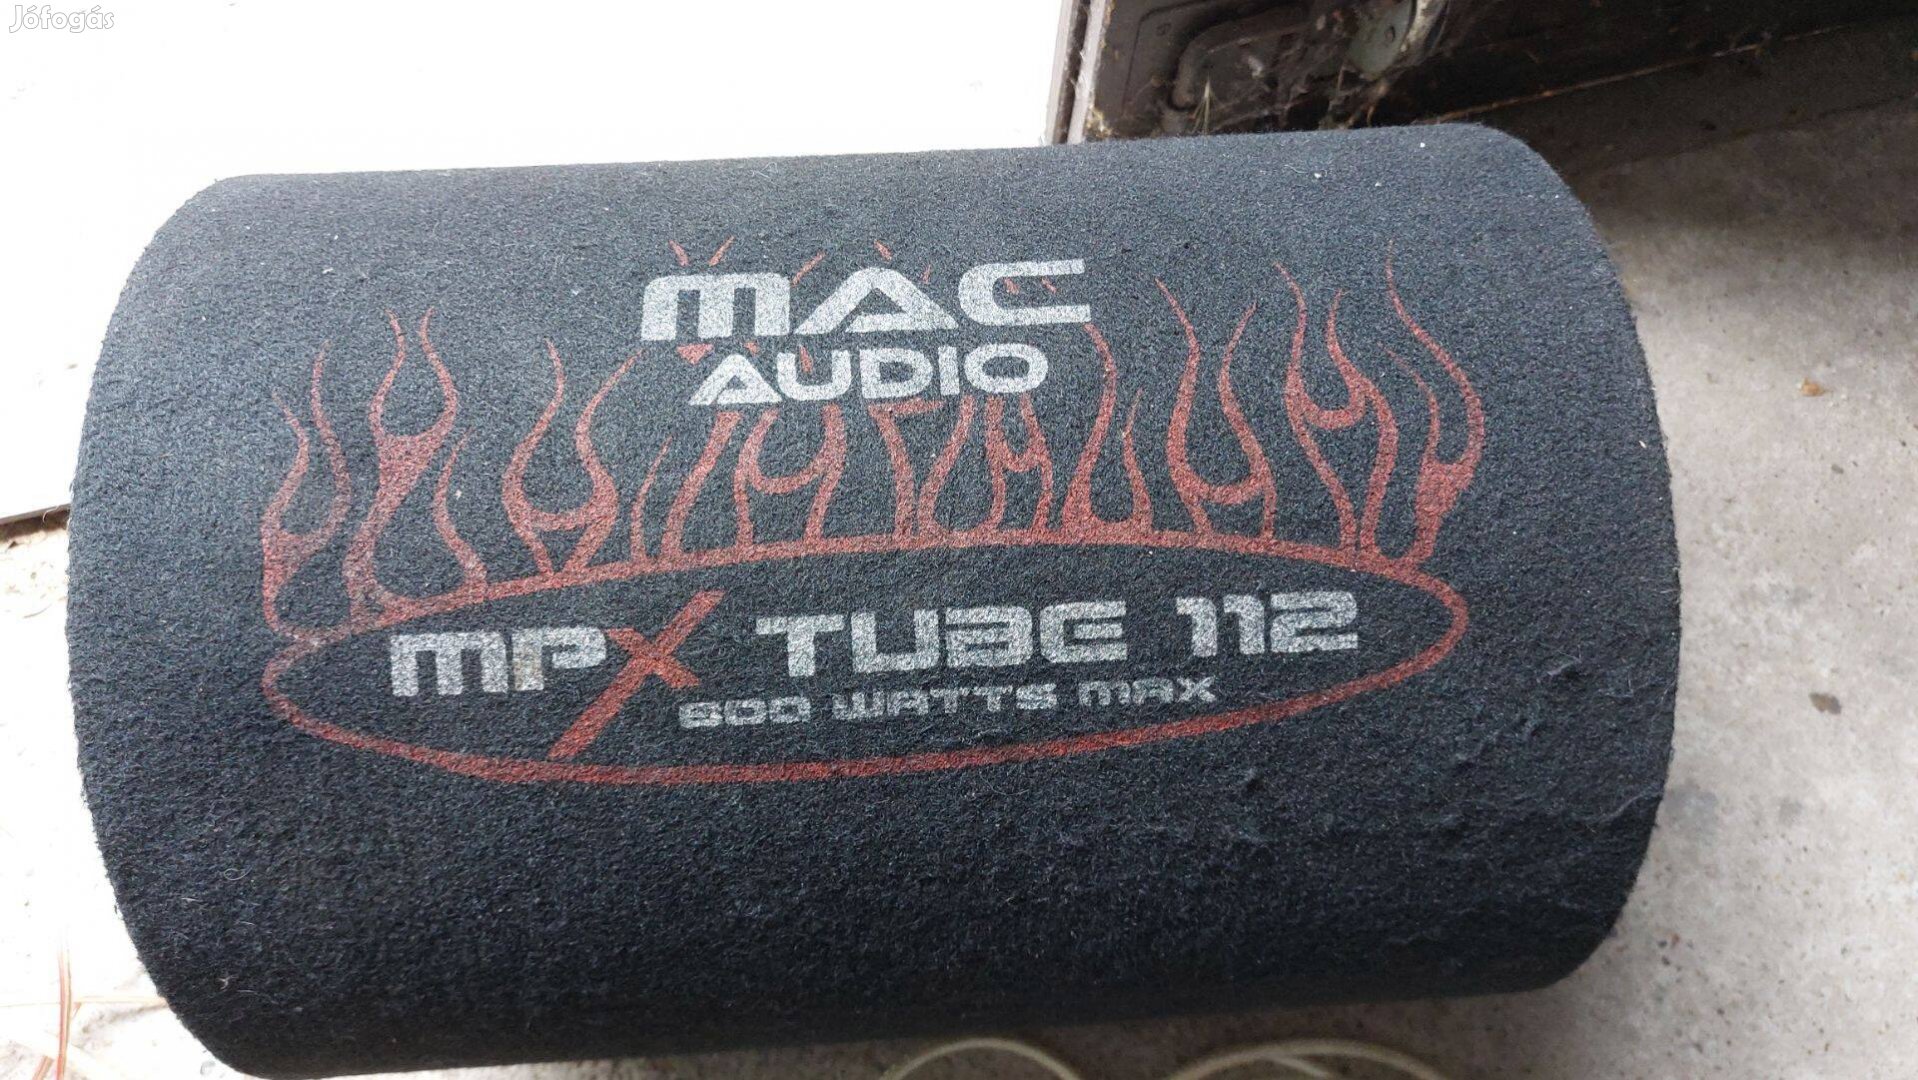 Jófogás
MAC
AUDIO
MPX TUBE 112
600 WATTS MAX